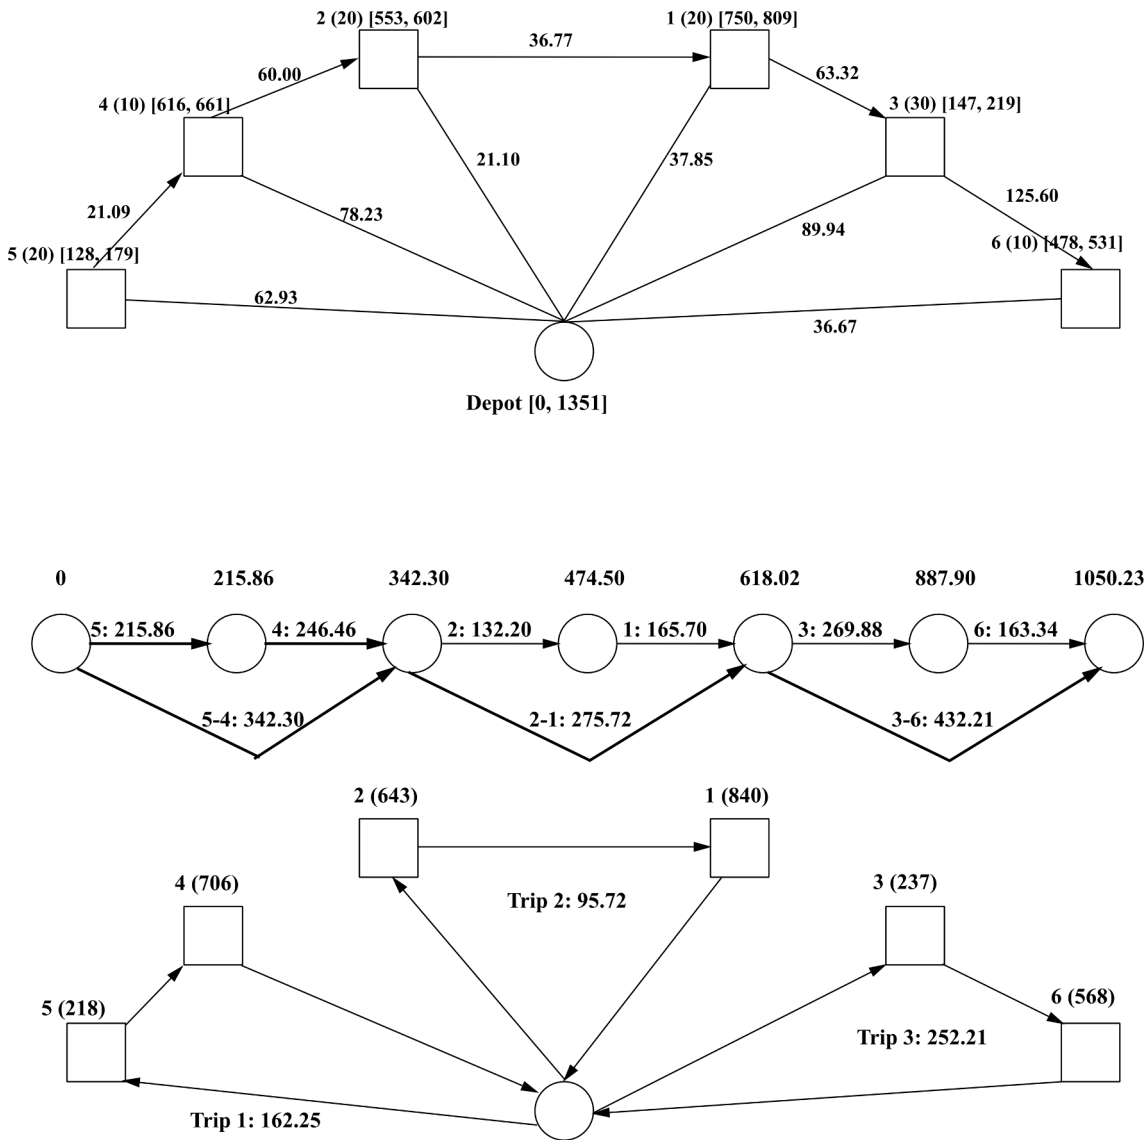 2 (20) [553, 602]
1 (20) [750, 809]
36.77
60.00
63.32
4 (10) [616, 661]
3 (30) [147, 219]
21.10
37.85
125.60
21.09
78.23
89.94
5 (20) [128, 179]
6 (10) [478, 531]
62.93
36.67
Depot [0, 1351]
0 215.86 342.30 474.50 618.02 887.90 1050.23
5: 215.86 4: 246.46 2: 132.20 1: 165.70 3: 269.88 6: 163.34
5-4: 342.30 2-1: 275.72 3-6: 432.21
2 (643) 1 (840)
4 (706) 3 (237)
Trip 2: 95.72
5 (218) 6 (568)
Trip 3: 252.21
Trip 1: 162.25